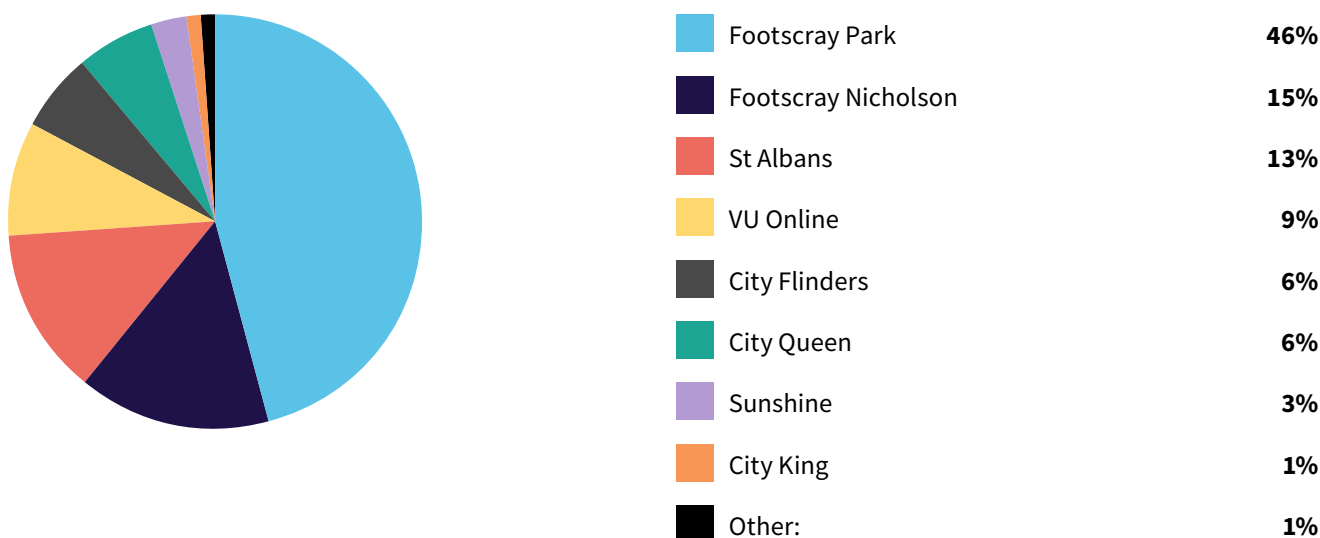 Footscray Park 46%
Footscray Nicholson 15%
St Albans 13%
VU Online 9%
City Flinders 6%
City Queen 6%
Sunshine 3%
City King 1%
Other: 1%